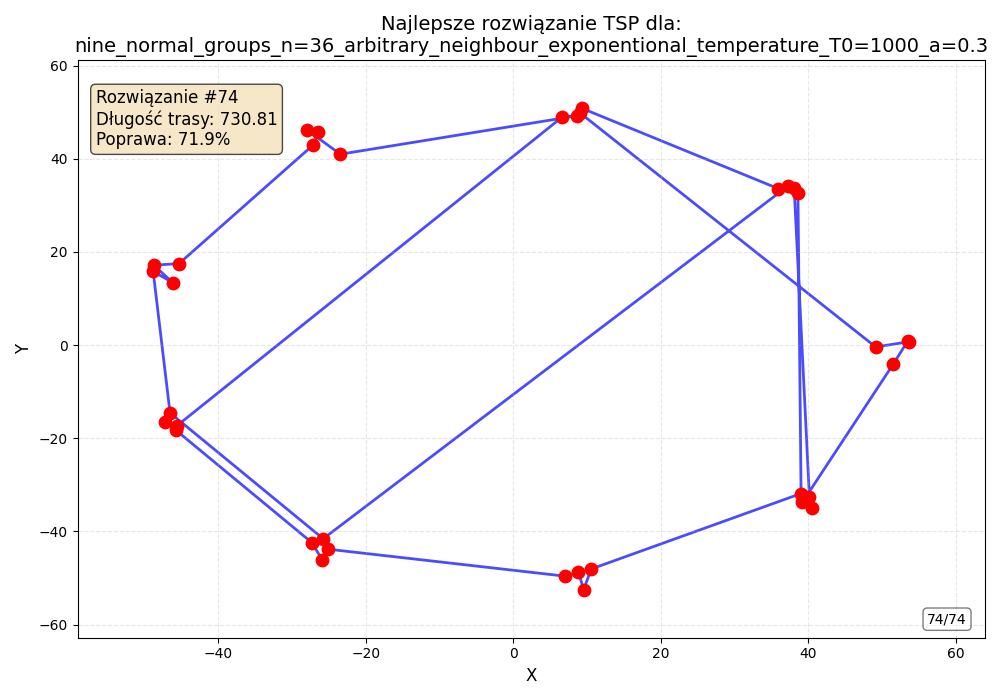 Najlepsze rozwiązanie TSP dla:
nine_normal_groups_n=36_arbitrary_neighbour_exponentional_temperature_T0=1000_a=0.3
Rozwiązanie #74
Długość trasy: 730.81
Poprawa: 71.9%
60
40
20
0
−20
−40
−60
Y
74/74
−40
−20
0
20
40
60
X